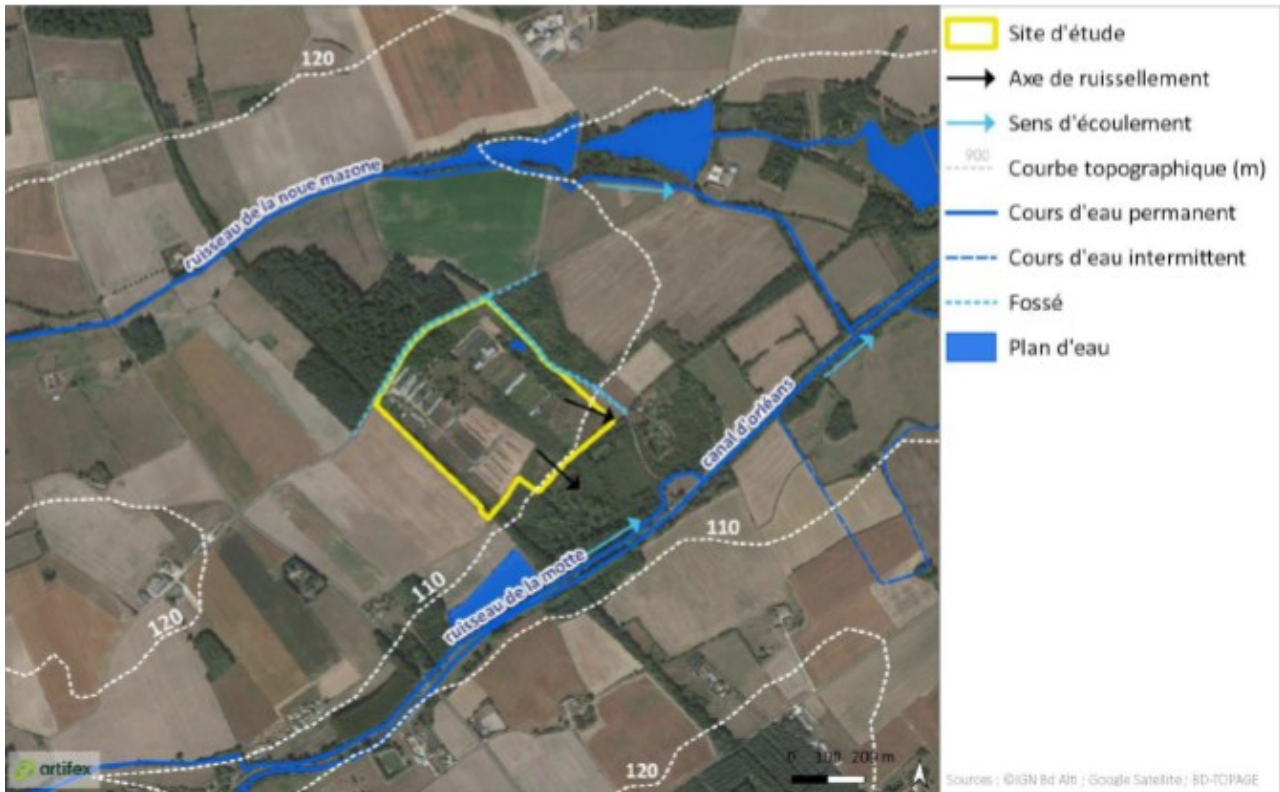 120
ruisseau de la noue mazone
canal d'orléans
110
110
ruisseau de la motte
120
120
artifex
0 100 200 m
Site d'étude
Axe de ruissellement
Sens d'écoulement
900
Courbe topographique (m)
Cours d'eau permanent
Cours d'eau intermittent
Fossé
Plan d'eau
Sources : ©IGN Bd Alti ; Google Satellite ; BD-TOPAGE